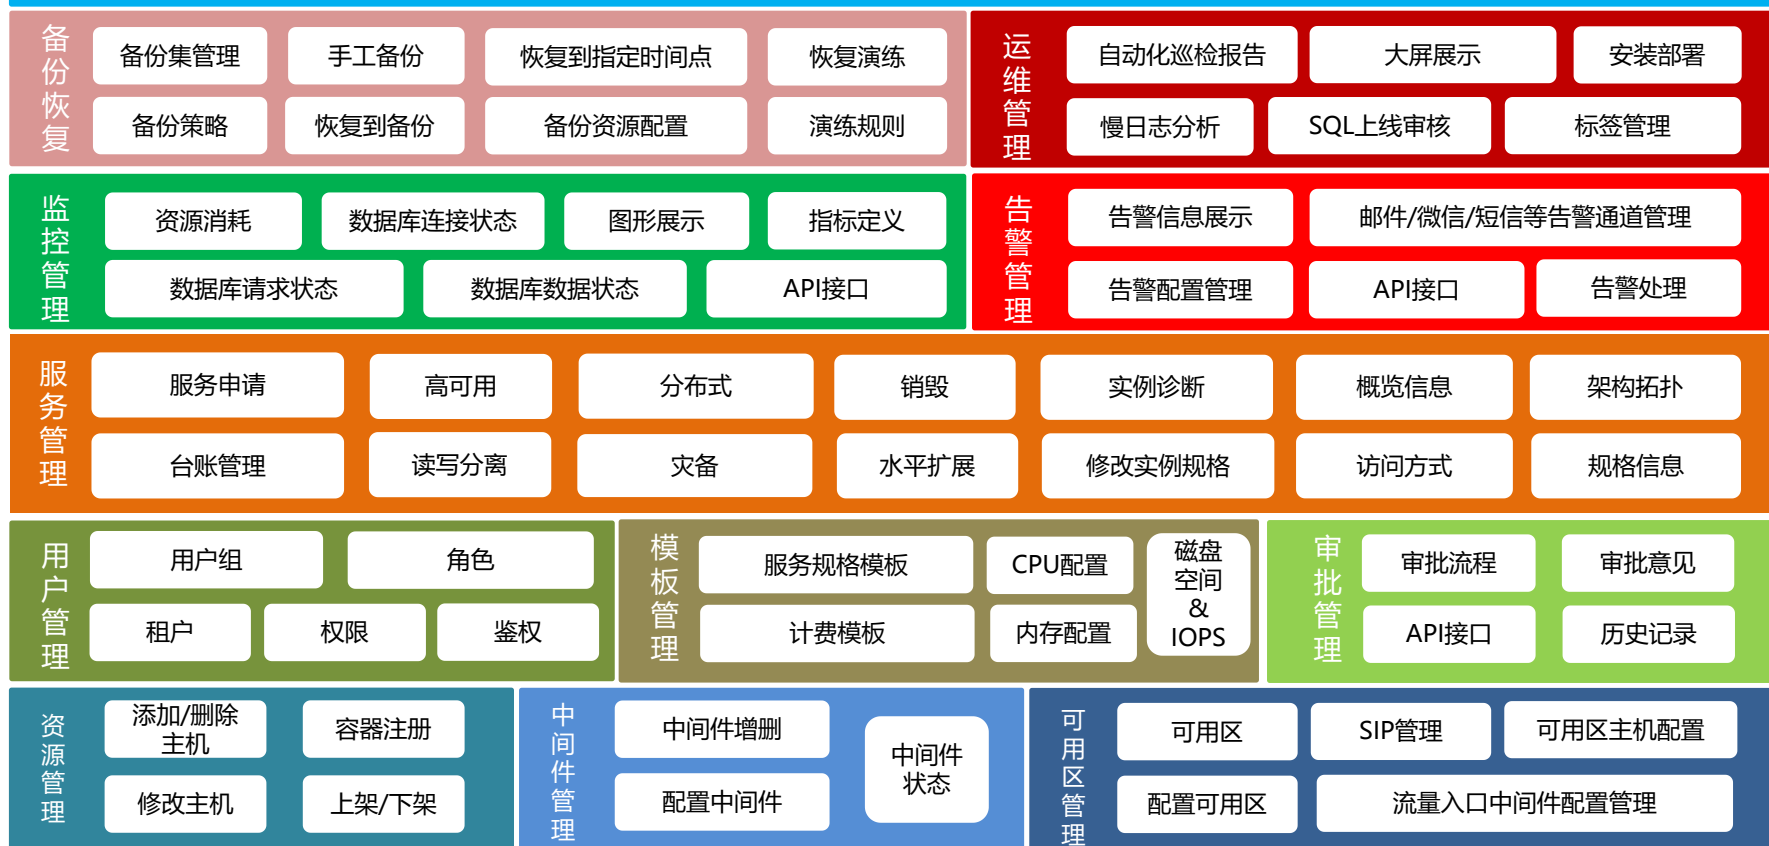 备份恢复
备份集管理
手工备份
恢复到指定时间点
恢复演练
备份策略
恢复到备份
备份资源配置
演练规则
运维管理
自动化巡检报告
大屏展示
安装部署
慢日志分析
SQL上线审核
标签管理
监控管理
资源消耗
数据库连接状态
图形展示
指标定义
数据库请求状态
数据库数据状态
API接口
告警管理
告警信息展示
邮件/微信/短信等告警通道管理
告警配置管理
API接口
告警处理
服务管理
服务申请
高可用
分布式
销毁
实例诊断
概览信息
架构拓扑
台账管理
读写分离
灾备
水平扩展
修改实例规格
访问方式
规格信息
用户管理
用户组
角色
租户
权限
鉴权
模板管理
服务规格模板
CPU配置
计费模板
内存配置
磁盘
空间
&
IOPS
审批管理
审批流程
审批意见
API接口
历史记录
资源管理
添加/删除
主机
容器注册
修改主机
上架/下架
中间件管理
中间件增删
配置中间件
中间件
状态
可用区管理
可用区
SIP管理
可用区主机配置
配置可用区
流量入口中间件配置管理